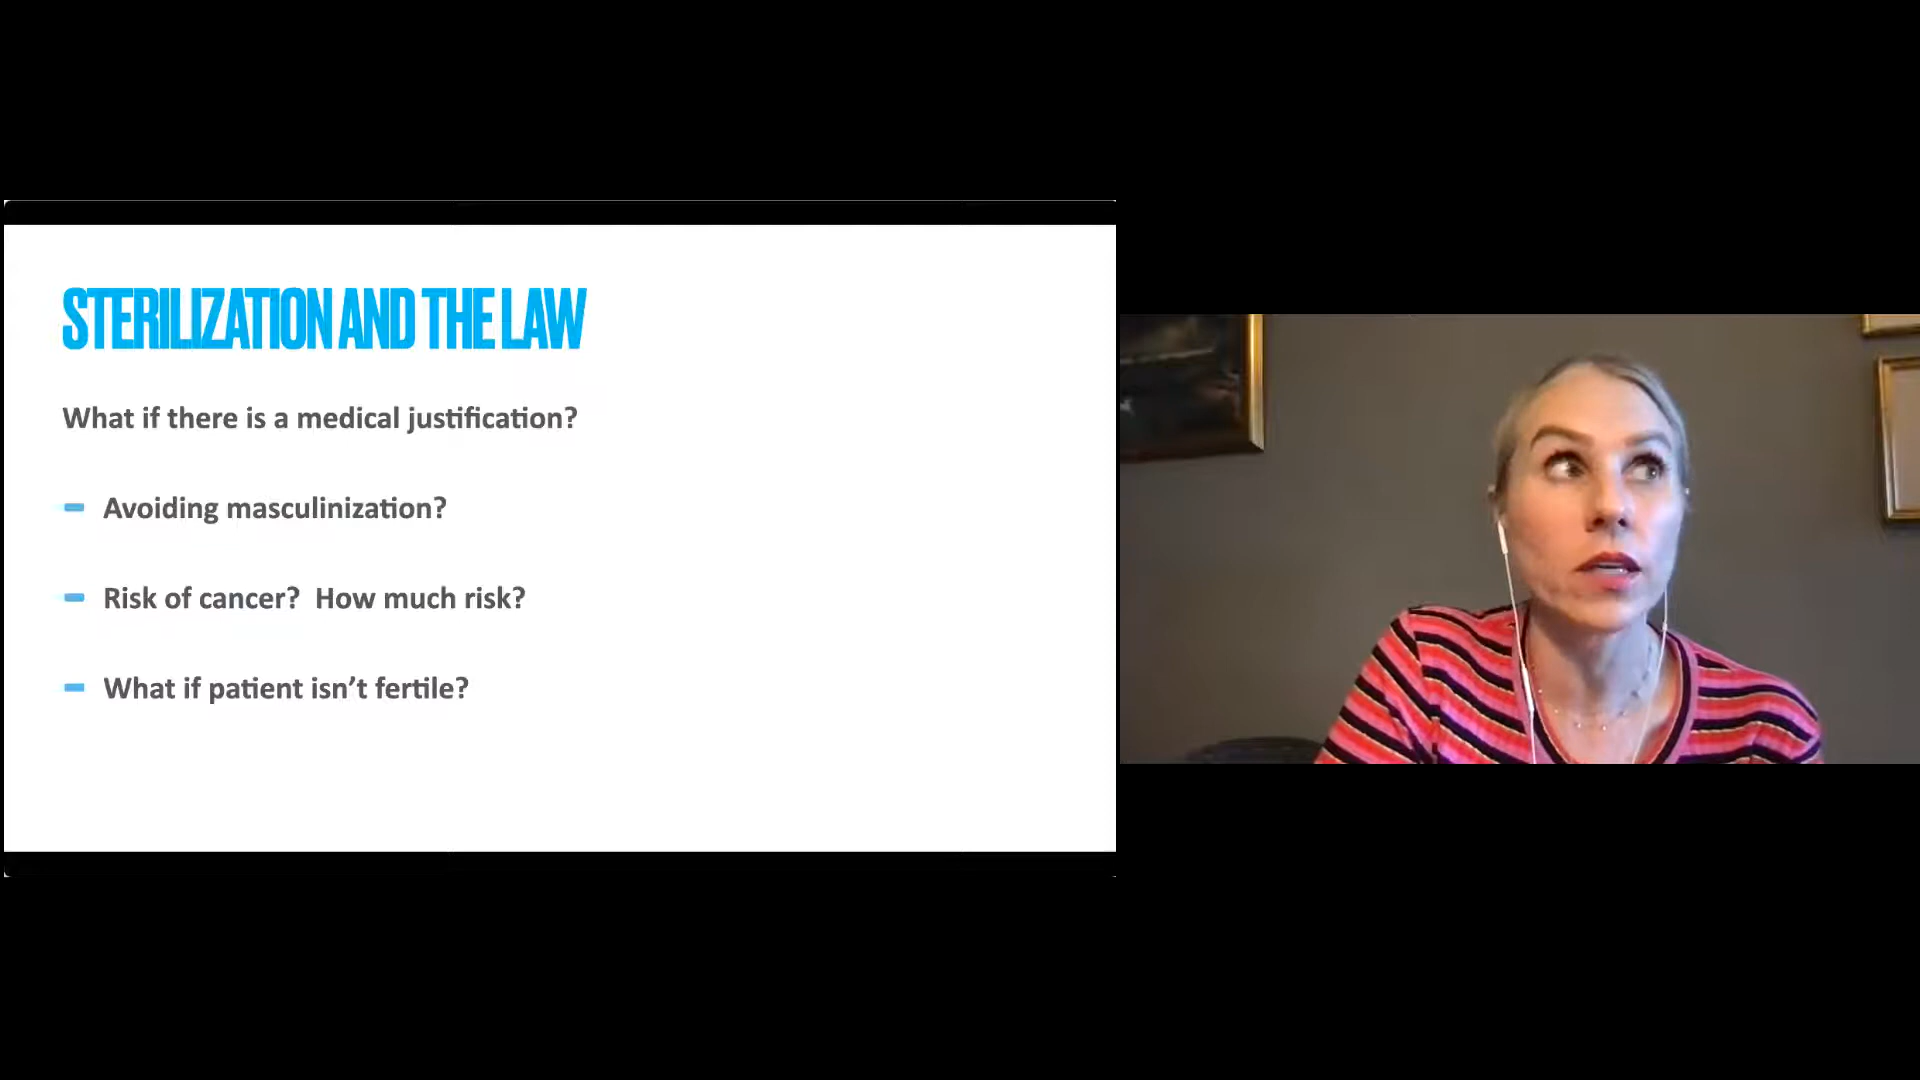 STERILIZATION AND THE LAW
What if there is a medical justification?
Avoiding masculinization?
Risk of cancer?  How much risk?
What if patient isn’t fertile?